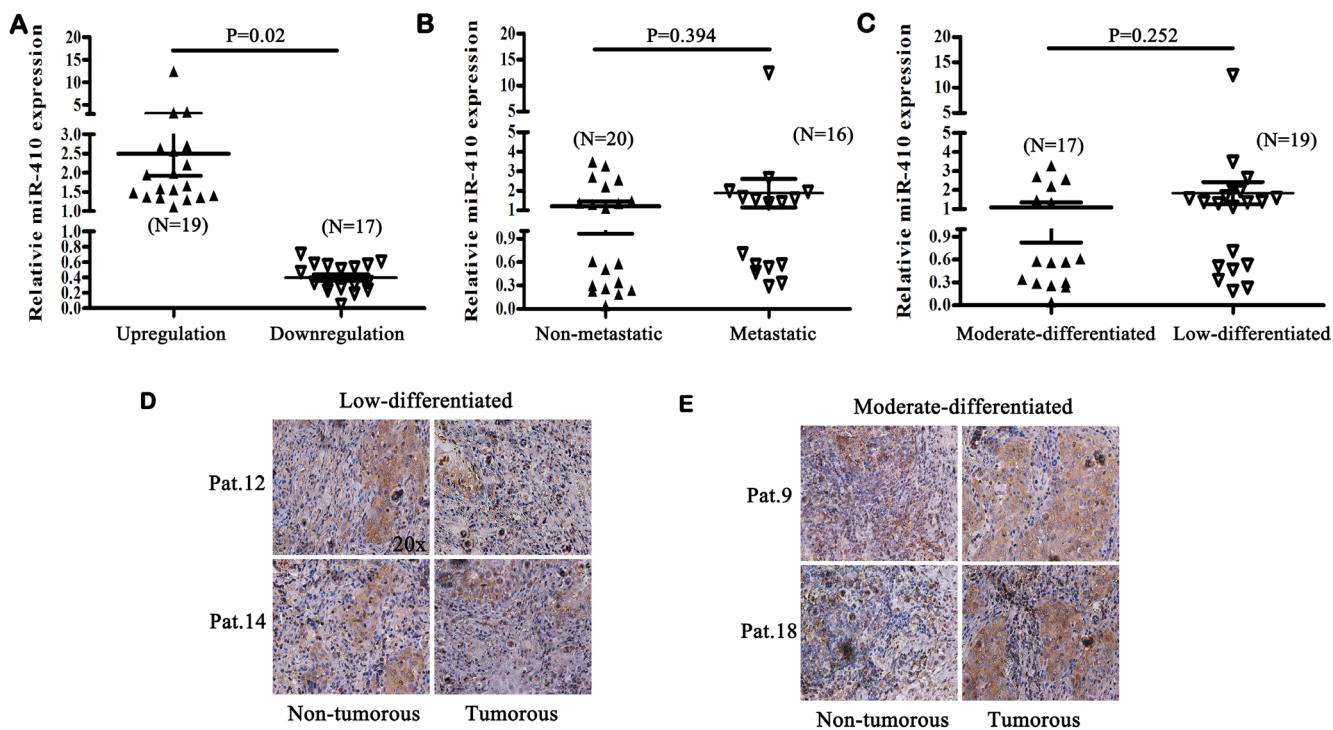 A
P=0.02
Relative miR-410 expression
20
15
10
5
3.0
2.5
2.0
1.5
1.0
1.0
0.8
0.6
0.4
0.2
0.0
(N=19)
(N=17)
Upregulation
Downregulation
B
P=0.394
Relative miR-410 expression
20
15
10
5
5
4
3
2
1
0.9
0.6
0.3
0.0
(N=20)
(N=16)
Non-metastatic
Metastatic
C
P=0.252
Relative miR-410 expression
20
15
10
5
5
4
3
2
1
0.9
0.6
0.3
0.0
(N=17)
(N=19)
Moderate-differentiated
Low-differentiated
D
Low-differentiated
Pat.12
20x
Pat.14
Non-tumorous
Tumorous
E
Moderate-differentiated
Pat.9
Pat.18
Non-tumorous
Tumorous